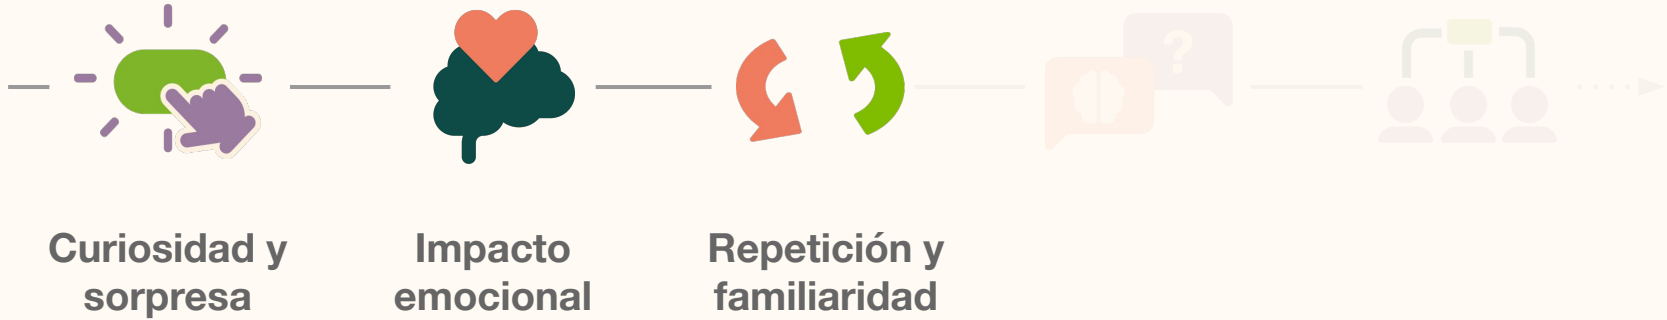 Curiosidad y
sorpresa
Impacto
emocional
Repetición y
familiaridad
?